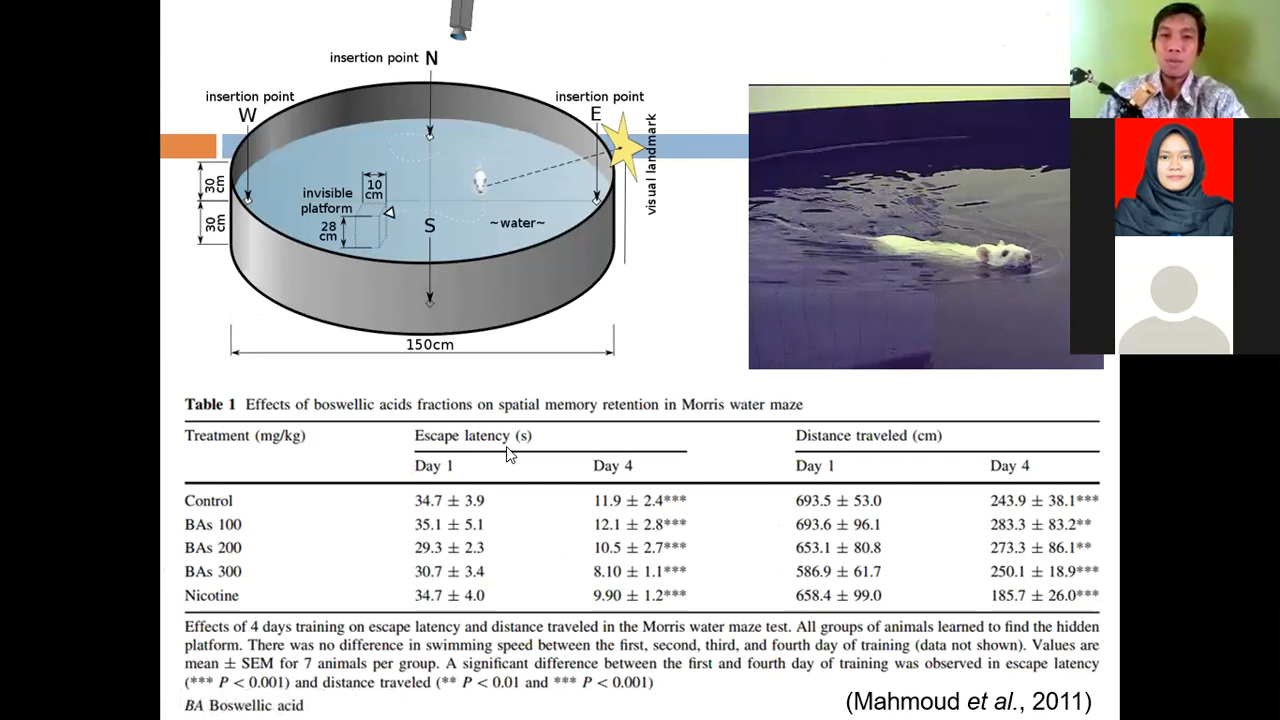 insertion point N
insertion point
W
insertion point
E
visual landmark
30
cm
30
cm
10
cm
invisible
platform
28
cm
S
~water~
150cm
Table 1 Effects of boswellic acids fractions on spatial memory retention in Morris water maze
Treatment (mg/kg) Escape latency (s) Distance traveled (cm)
Day 1 Day 4 Day 1 Day 4
Control 34.7 ± 3.9 11.9 ± 2.4*** 693.5 ± 53.0 243.9 ± 38.1***
BAs 100 35.1 ± 5.1 12.1 ± 2.8*** 693.6 ± 96.1 283.3 ± 83.2**
BAs 200 29.3 ± 2.3 10.5 ± 2.7*** 653.1 ± 80.8 273.3 ± 86.1**
BAs 300 30.7 ± 3.4 8.10 ± 1.1*** 586.9 ± 61.7 250.1 ± 18.9***
Nicotine 34.7 ± 4.0 9.90 ± 1.2*** 658.4 ± 99.0 185.7 ± 26.0***
Effects of 4 days training on escape latency and distance traveled in the Morris water maze test. All groups of animals learned to find the hidden
platform. There was no difference in swimming speed between the first, second, third, and fourth day of training (data not shown). Values are
mean ± SEM for 7 animals per group. A significant difference between the first and fourth day of training was observed in escape latency
(*** P < 0.001) and distance traveled (** P < 0.01 and *** P < 0.001)
BA Boswellic acid
(Mahmoud et al., 2011)